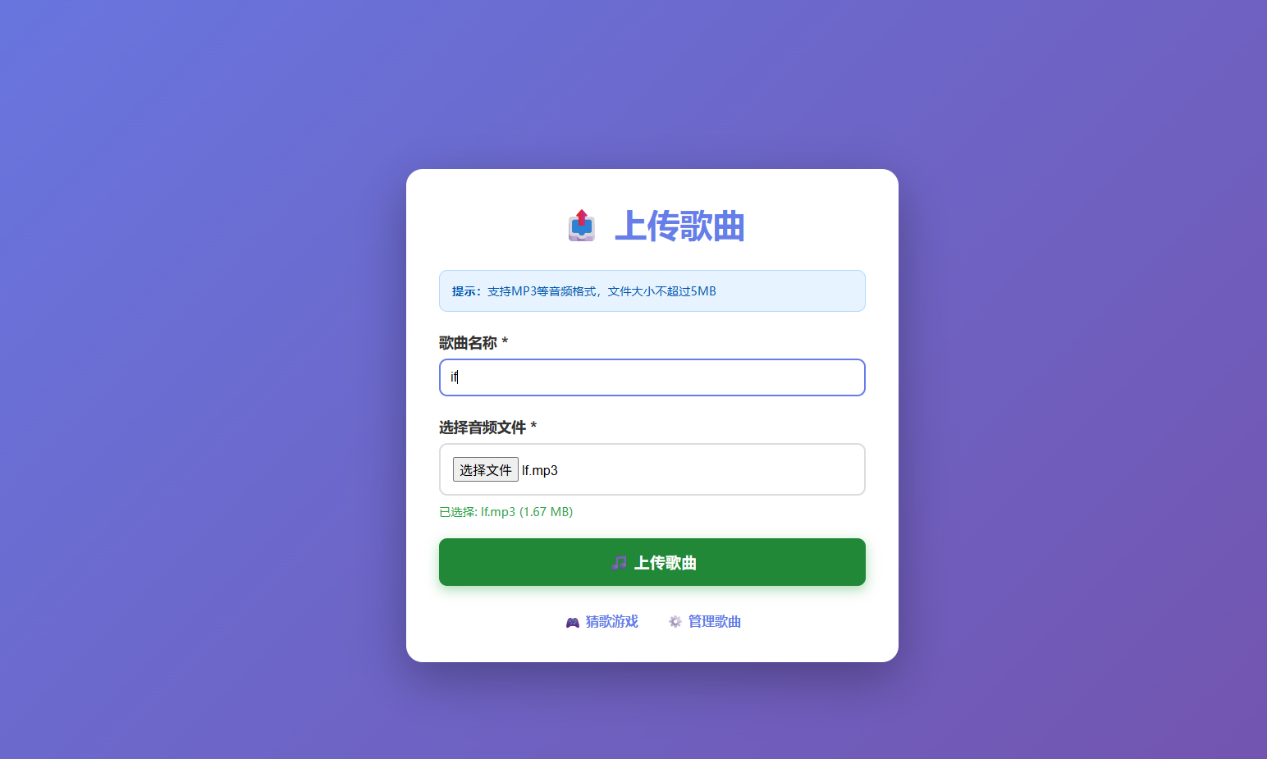 上传歌曲
提示：支持MP3等音频格式，文件大小不超过5MB
歌曲名称 *
if
选择音频文件 *
选择文件 If.mp3
已选择: If.mp3 (1.67 MB)
上传歌曲
猜歌游戏 管理歌曲